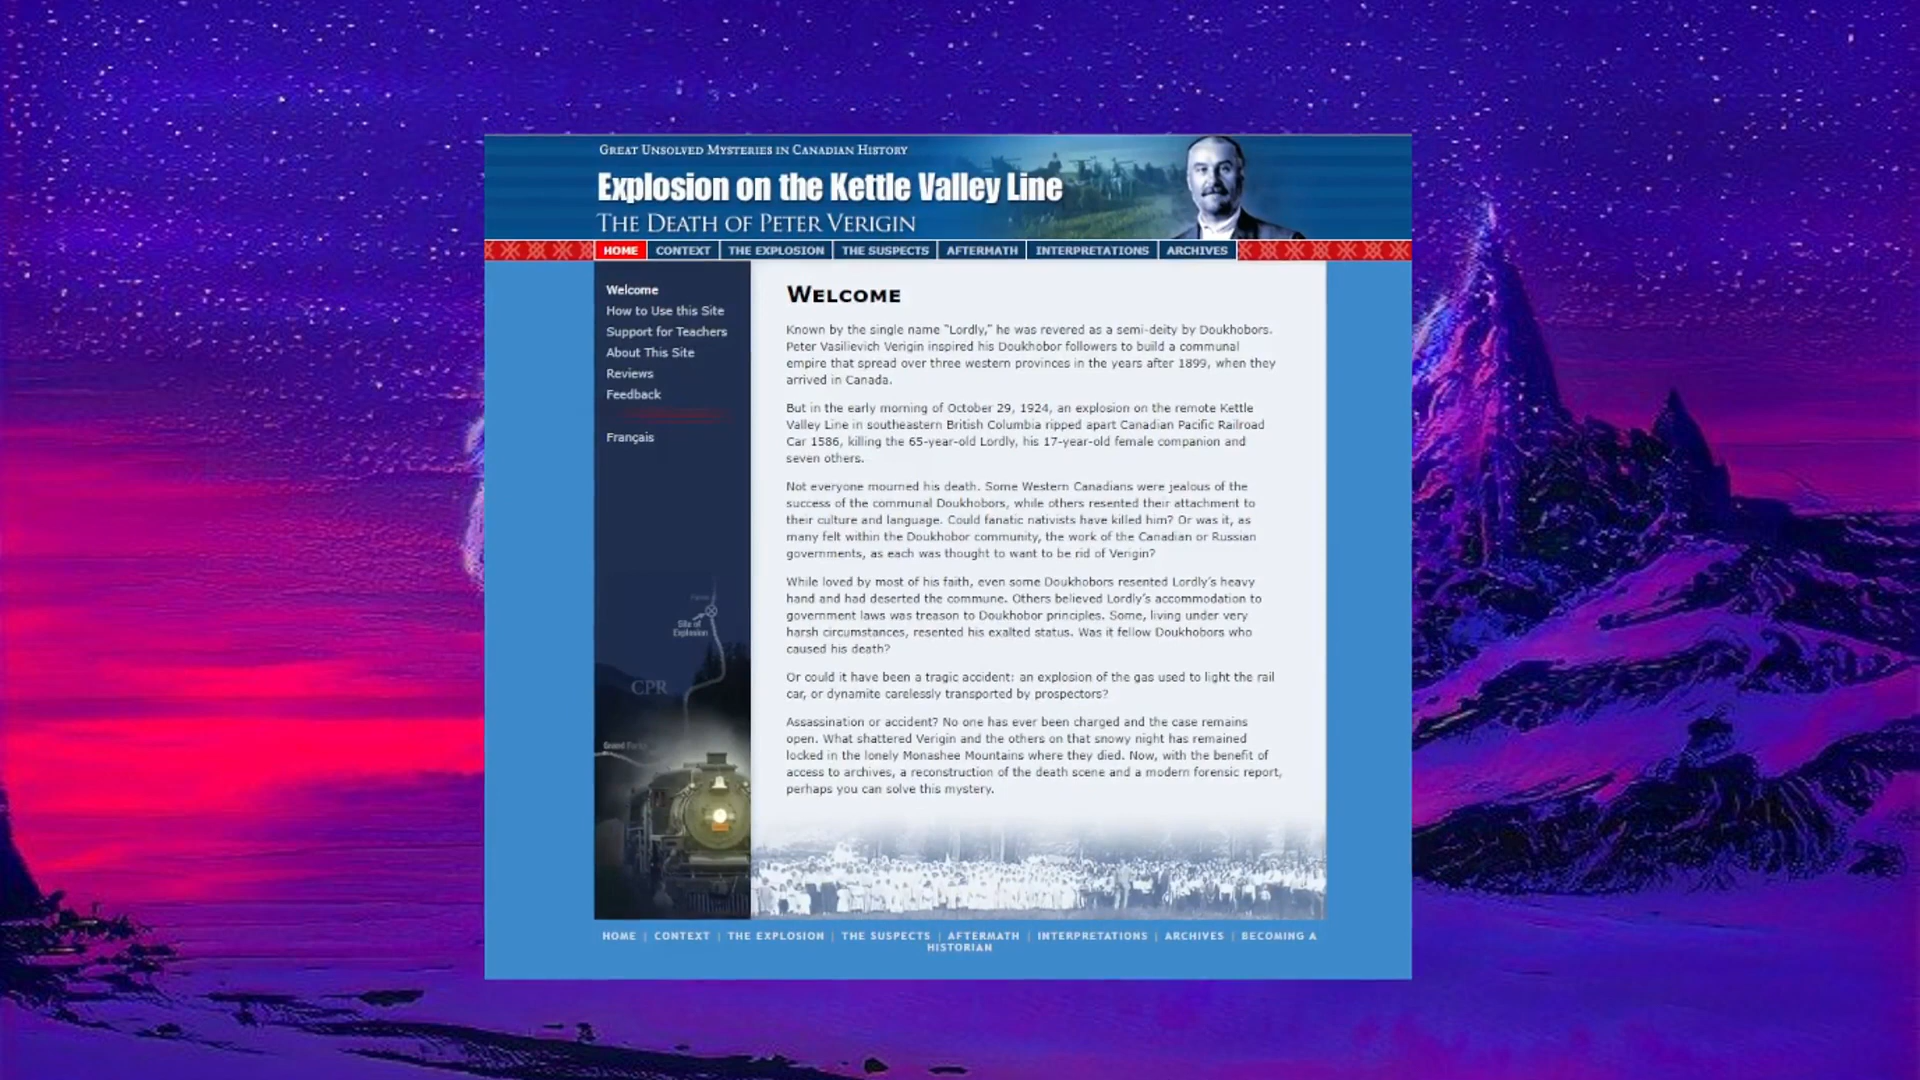 Great Unsolved Mysteries in Canadian History
Explosion on the Kettle Valley Line
The Death of Peter Verigin
HOME CONTEXT THE EXPLOSION THE SUSPECTS AFTERMATH INTERPRETATIONS ARCHIVES
Welcome
How to Use this Site
Support for Teachers
About This Site
Reviews
Feedback
Français
Site of
Explosion
CPR
Welcome
Known by the single name “Lordly,” he was revered as a semi-deity by Doukhobors.
Peter Vasilievich Verigin inspired his Doukhobor followers to build a communal
empire that spread over three western provinces in the years after 1899, when they
arrived in Canada.
But in the early morning of October 29, 1924, an explosion on the remote Kettle
Valley Line in southeastern British Columbia ripped apart Canadian Pacific Railroad
Car 1586, killing the 65-year-old Lordly, his 17-year-old female companion and
seven others.
Not everyone mourned his death. Some Western Canadians were jealous of the
success of the communal Doukhobors, while others resented their attachment to
their culture and language. Could fanatic nativists have killed him? Or was it, as
many felt within the Doukhobor community, the work of the Canadian or Russian
governments, as each was thought to want to be rid of Verigin?
While loved by most of his faith, even some Doukhobors resented Lordly’s heavy
hand and had deserted the commune. Others believed Lordly’s accommodation to
government laws was treason to Doukhobor principles. Some, living under very
harsh circumstances, resented his exalted status. Was it fellow Doukhobors who
caused his death?
Or could it have been a tragic accident: an explosion of the gas used to light the rail
car, or dynamite carelessly transported by prospectors?
Assassination or accident? No one has ever been charged and the case remains
open. What shattered Verigin and the others on that snowy night has remained
locked in the lonely Monashee Mountains where they died. Now, with the benefit of
access to archives, a reconstruction of the death scene and a modern forensic report,
perhaps you can solve this mystery.
HOME | CONTEXT | THE EXPLOSION | THE SUSPECTS | AFTERMATH | INTERPRETATIONS | ARCHIVES | BECOMING A
HISTORIAN